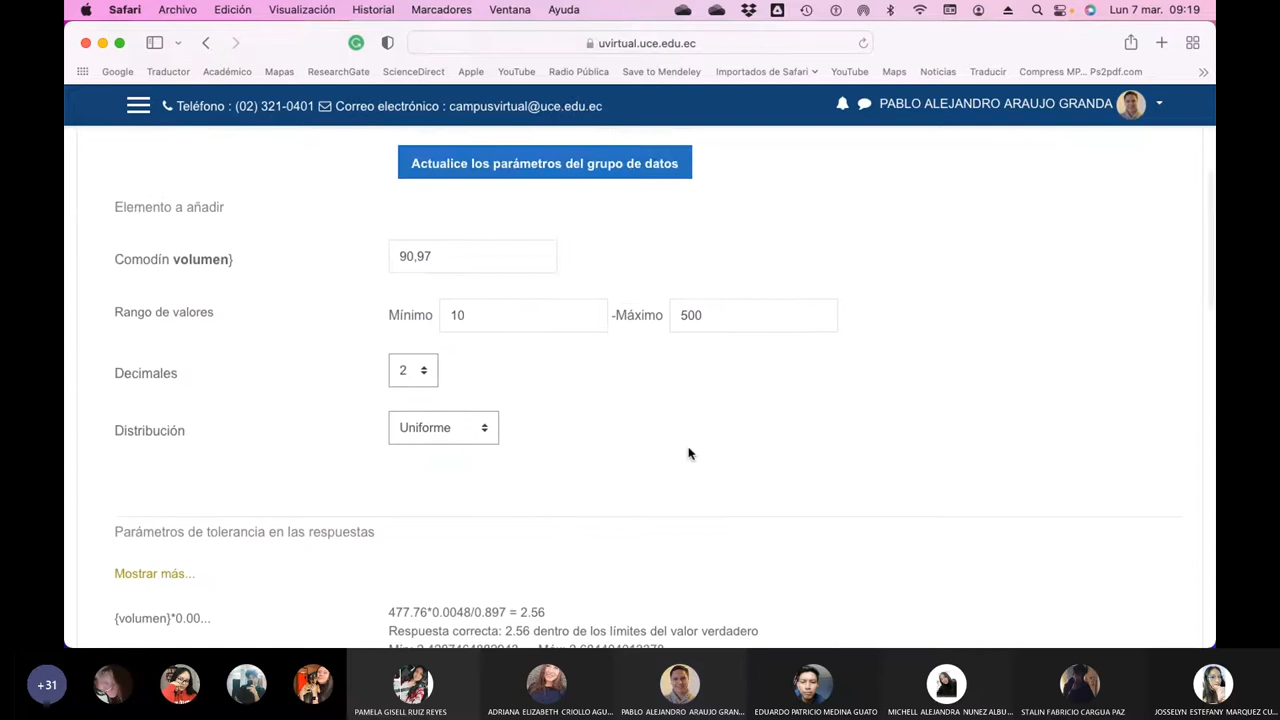 Safari Archivo Edición Visualización Historial Marcadores Ventana Ayuda Lun 7 mar. 09:19
uvirtual.uce.edu.ec
Google Traductor Académico Mapas ResearchGate ScienceDirect Apple YouTube Radio Pública Save to Mendeley Importados de Safari YouTube Maps Noticias Traducir Compress MP... Ps2pdf.com
Teléfono : (02) 321-0401 Correo electrónico : campusvirtual@uce.edu.ec PABLO ALEJANDRO ARAUJO GRANDA
Actualice los parámetros del grupo de datos
Elemento a añadir
Comodín volumen} 90,97
Rango de valores Mínimo 10 -Máximo 500
Decimales 2
Distribución Uniforme
Parámetros de tolerancia en las respuestas
Mostrar más...
{volumen}*0.00... 477.76*0.0048/0.897 = 2.56
Respuesta correcta: 2.56 dentro de los límites del valor verdadero
+31
PAMELA GISELL RUIZ REYES ADRIANA ELIZABETH CRIOLLO AGU... PABLO ALEJANDRO ARAUJO GRAN... EDUARDO PATRICIO MEDINA GUATO MICHELL ALEJANDRA NUNEZ ALBU... STALIN FABRICIO CARGUA PAZ JOSSELYN ESTEFANY MARQUEZ CU...